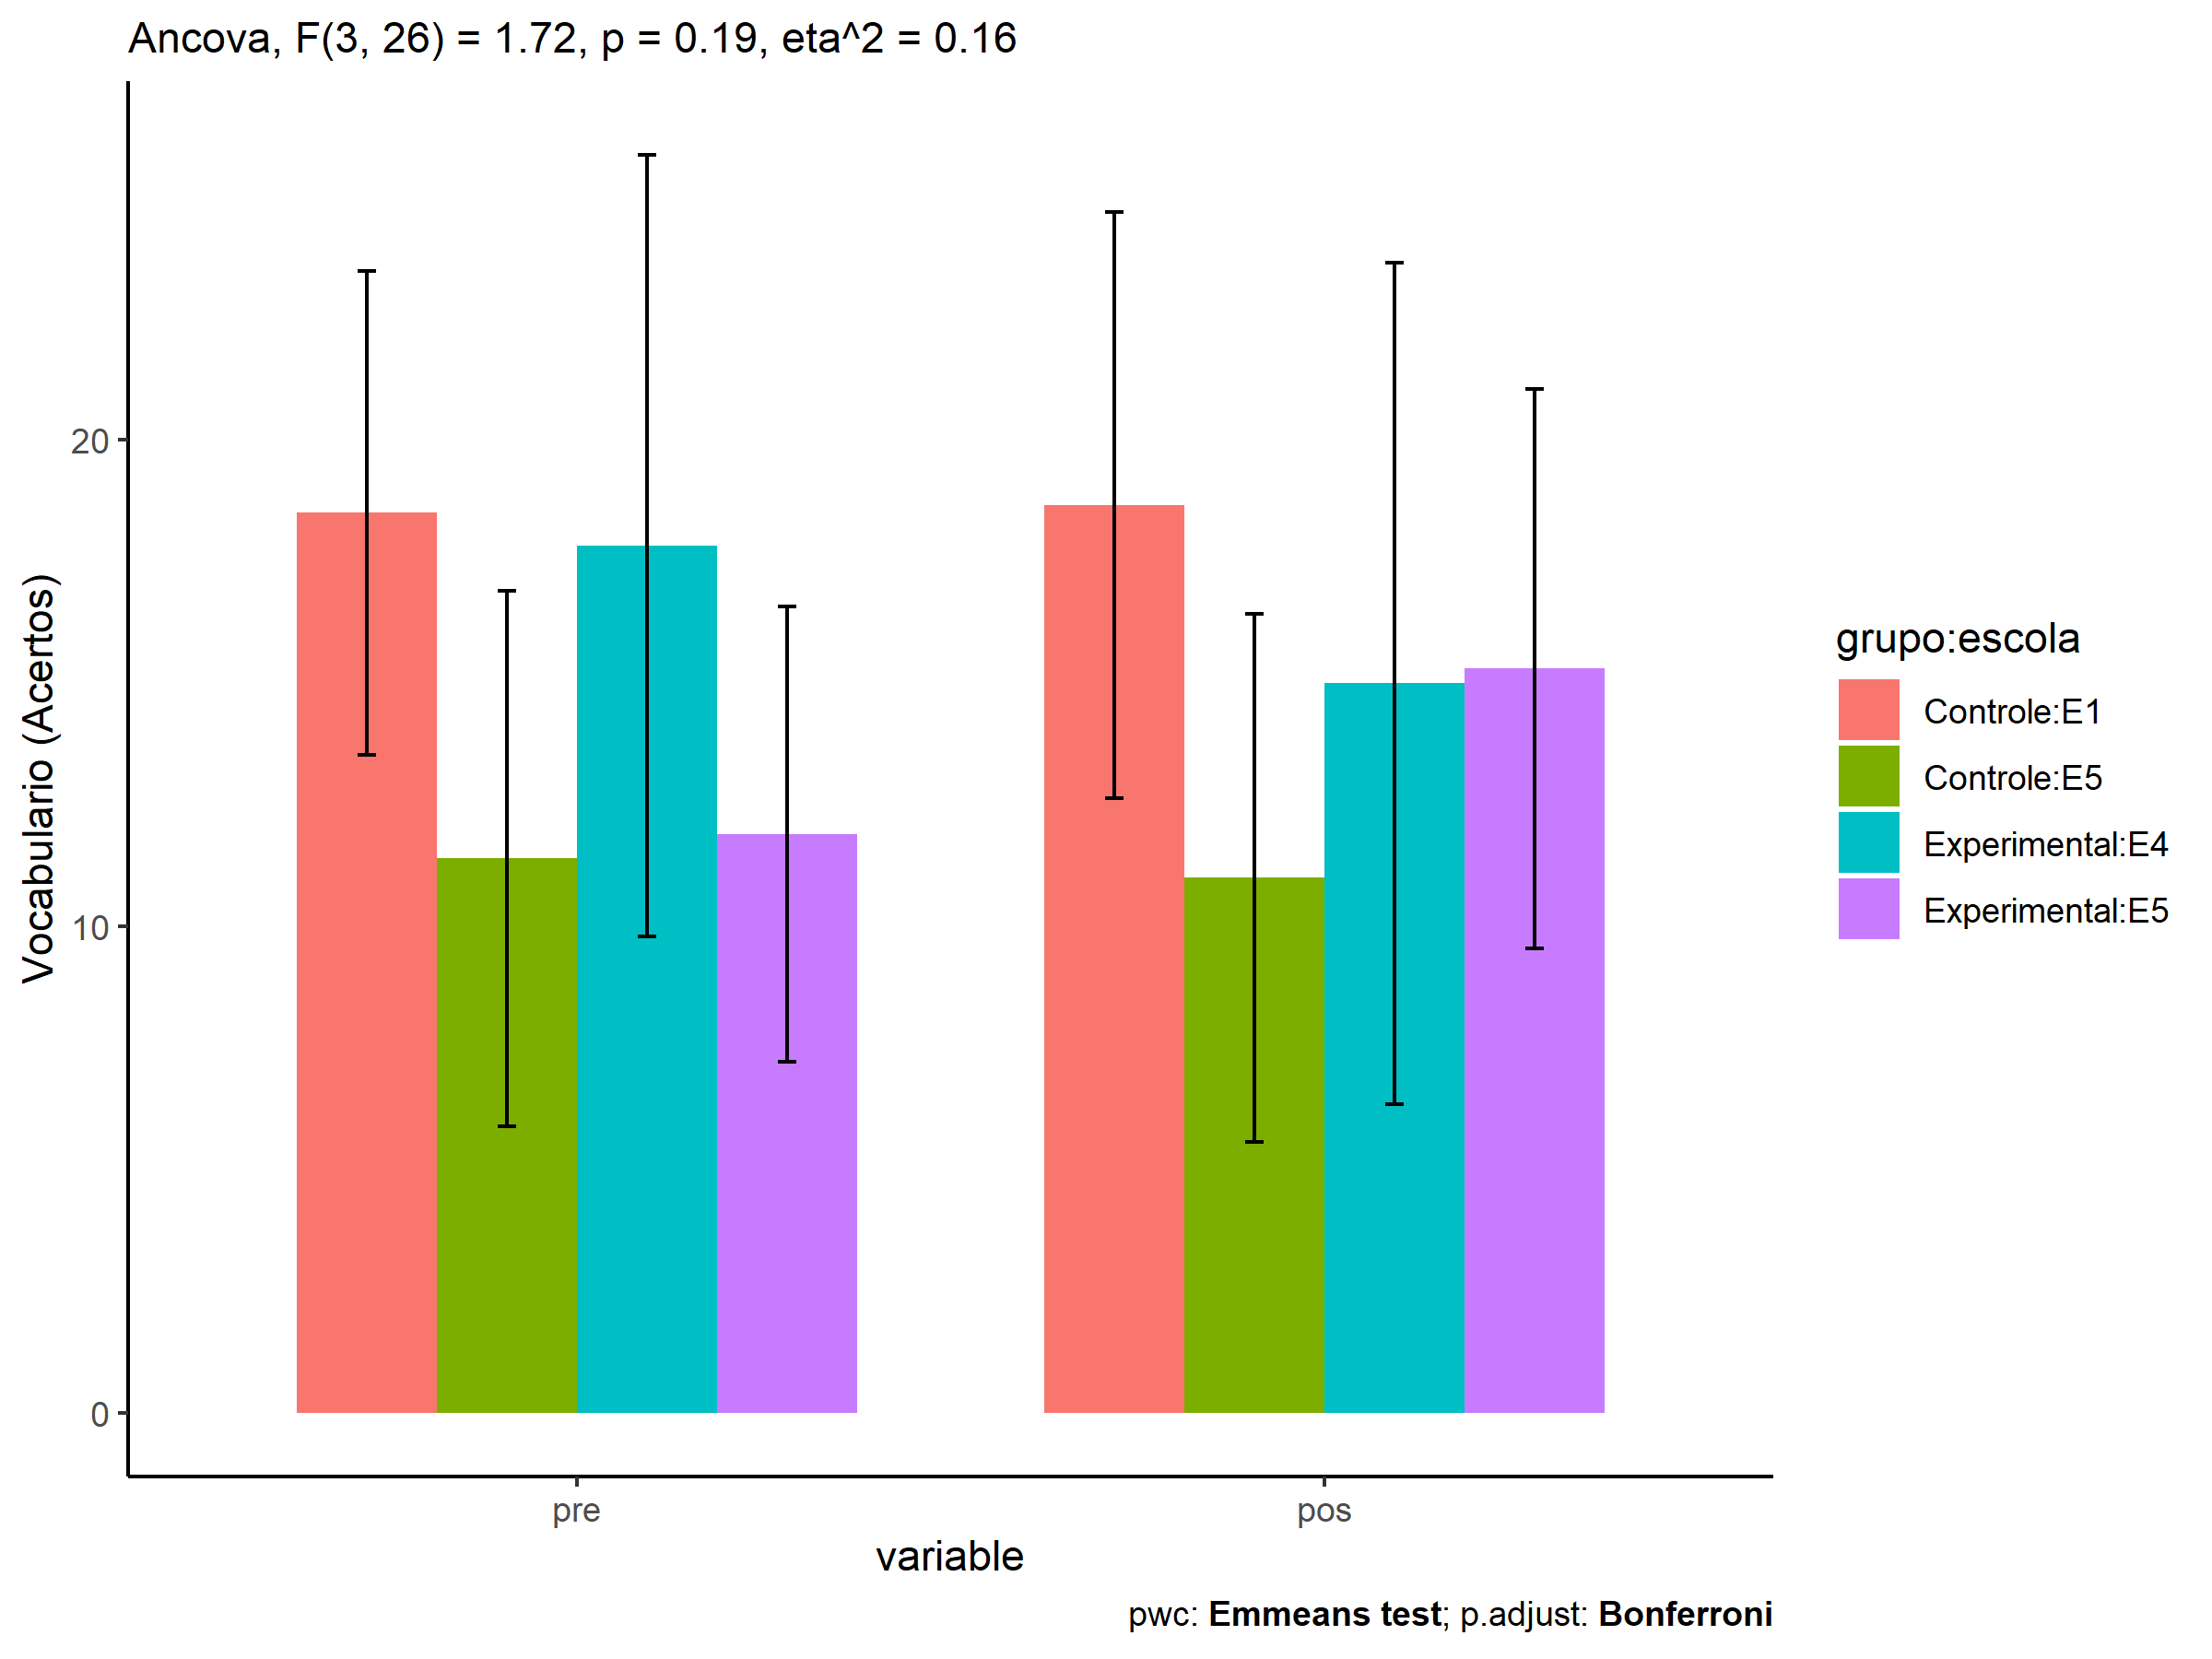 Ancova, F(3, 26) = 1.72, p = 0.19, eta^2 = 0.16
Vocabulario (Acertos)
20
10
0
pre
pos
variable
grupo:escola
Controle:E1
Controle:E5
Experimental:E4
Experimental:E5
pwc: Emmeans test; p.adjust: Bonferroni